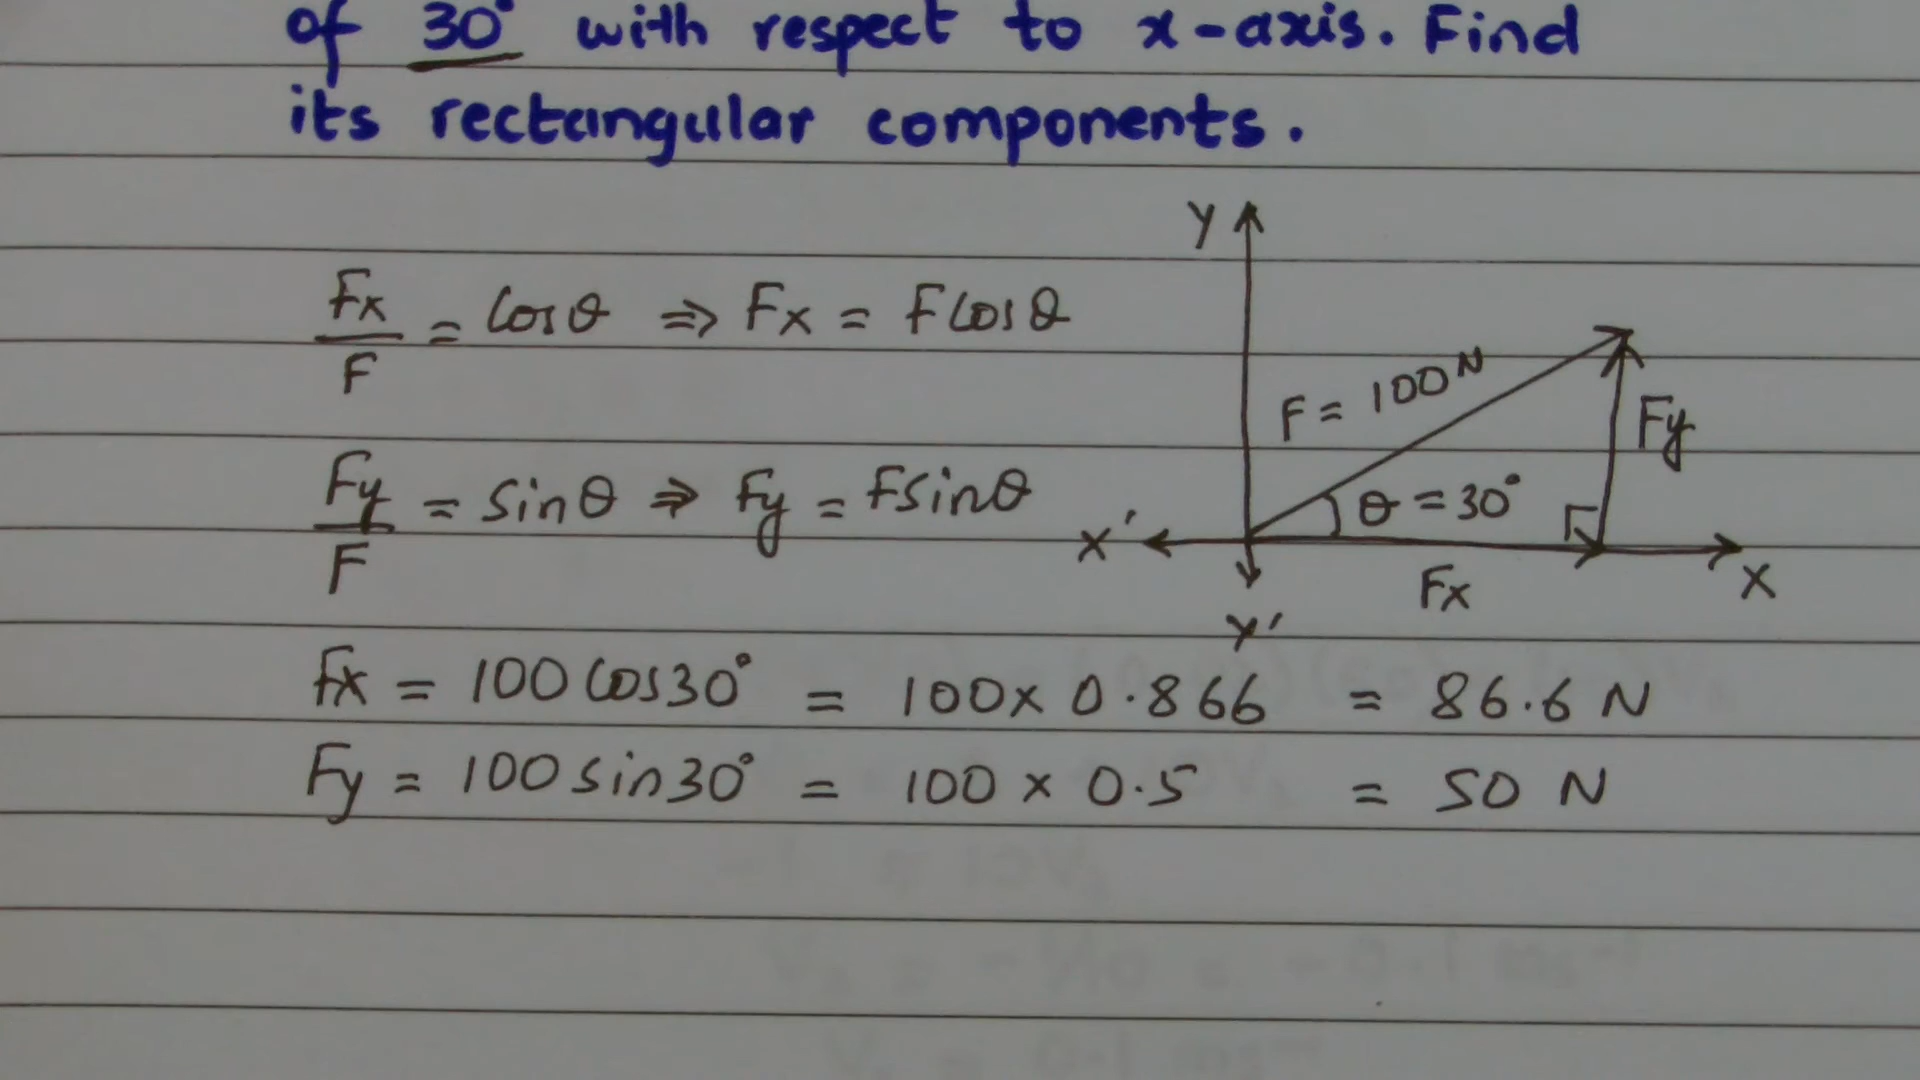 of 30° with respect to x-axis. Find
its rectangular components.
Fx/F = Cosθ ⇒ Fx = FCosθ
Fy/F = Sinθ ⇒ Fy = Fsinθ
Y
F = 100N
Fy
θ = 30°
X'
X
Fx
Y'
Fx = 100 Cos30° = 100x 0.866 = 86.6 N
Fy = 100 sin30° = 100 x 0.5 = 50 N